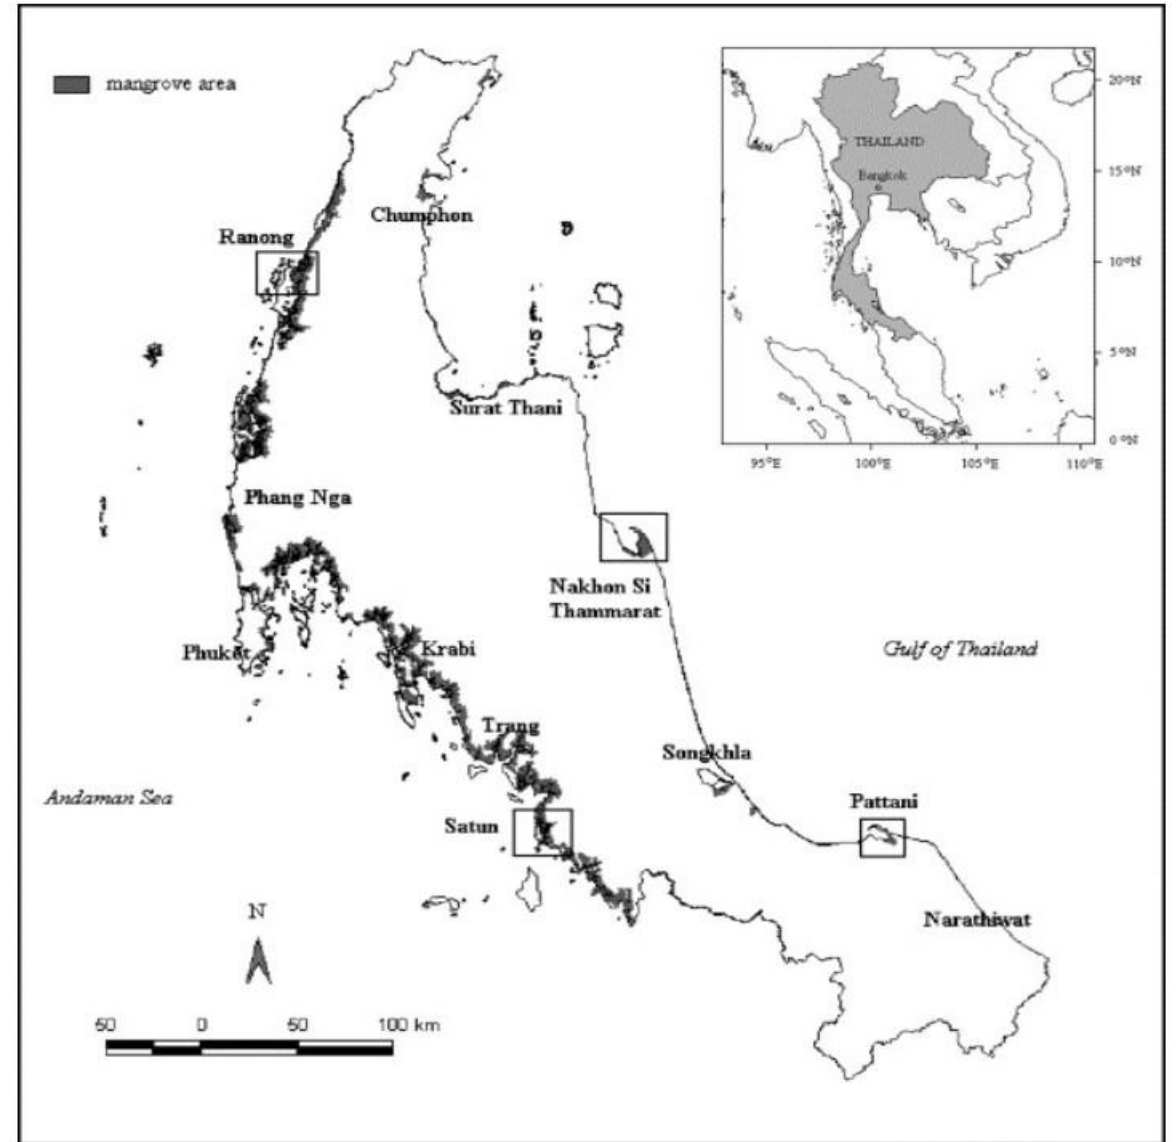 mangrove area
THAILAND
Bangkok
20°N
15°N
10°N
5°N
0°N
95°E 100°E 105°E 110°E
Chumphon
Ranong
Surat Thani
Phang Nga
Nakhon Si
Thammarat
Phuket
Krabi
Gulf of Thailand
Trang
Songkhla
Andaman Sea
Pattani
Satun
N
Narathiwat
50 0 50 100 km